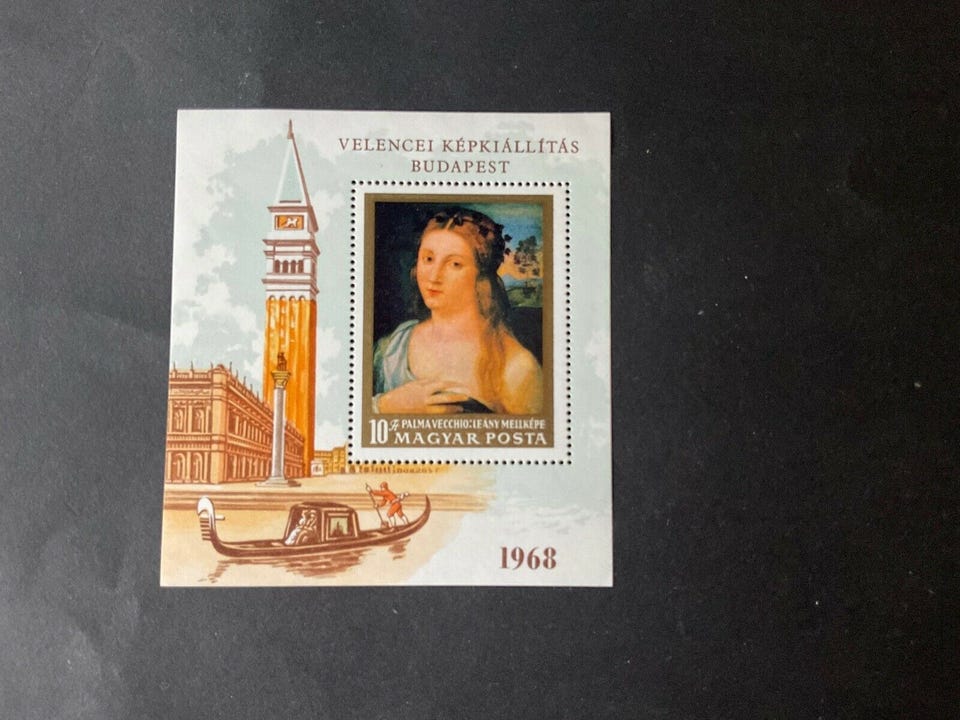 VELENCEI KÉPKIÁLLÍTÁS
BUDAPEST
10 Ft PALMA VECCHIO: LEÁNY MELLKÉPE
MAGYAR POSTA
1968